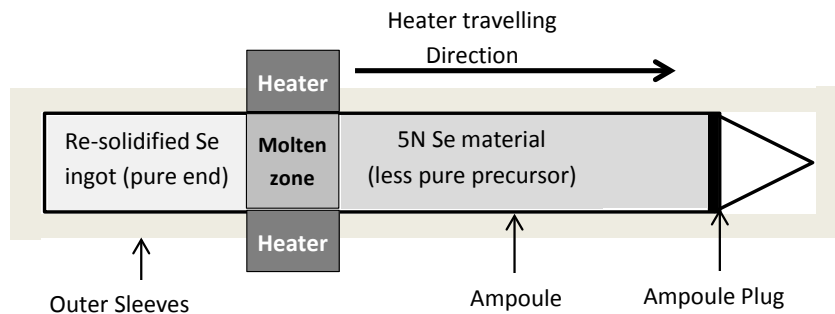 Heater travelling
Direction
Heater
Re-solidified Se
ingot (pure end)
Molten
zone
5N Se material
(less pure precursor)
Heater
Outer Sleeves
Ampoule
Ampoule Plug